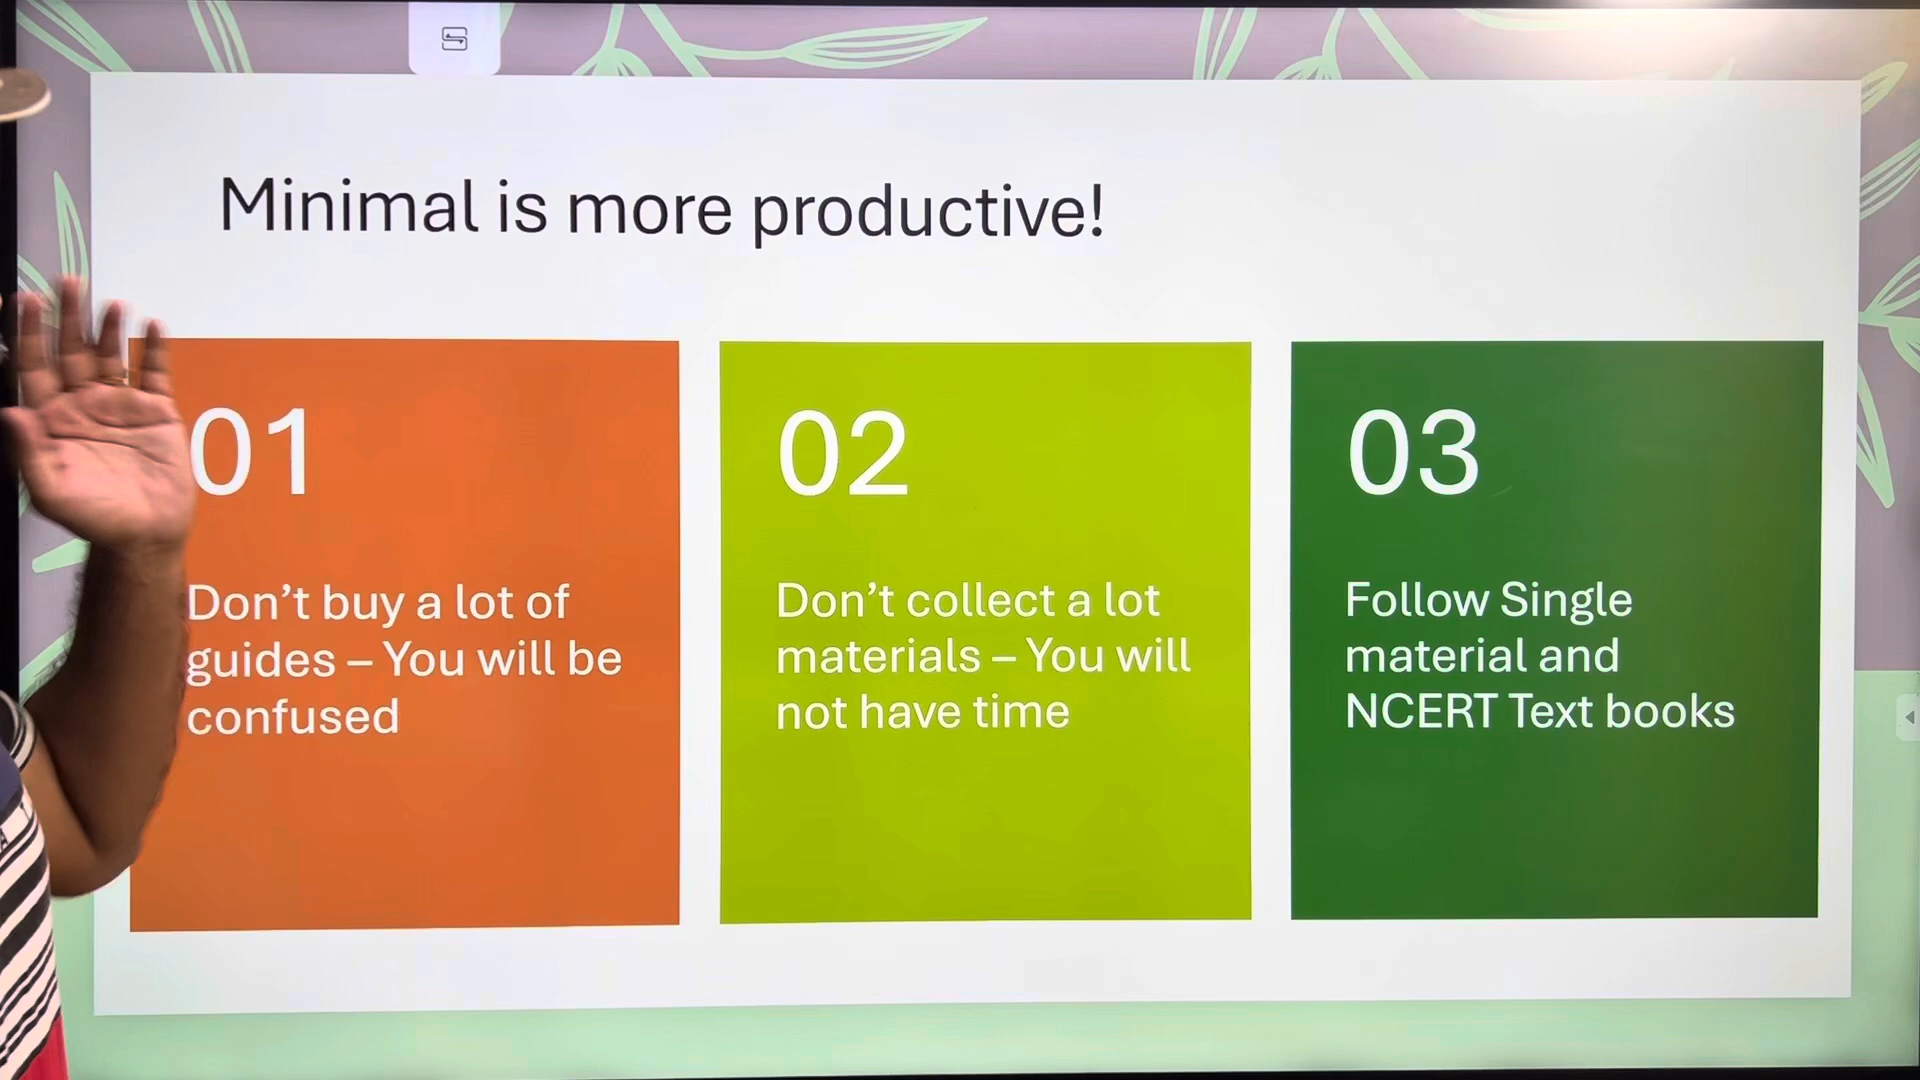 Minimal is more productive!
01
Don’t buy a lot of
guides – You will be
confused
02
Don’t collect a lot
materials – You will
not have time
03
Follow Single
material and
NCERT Text books